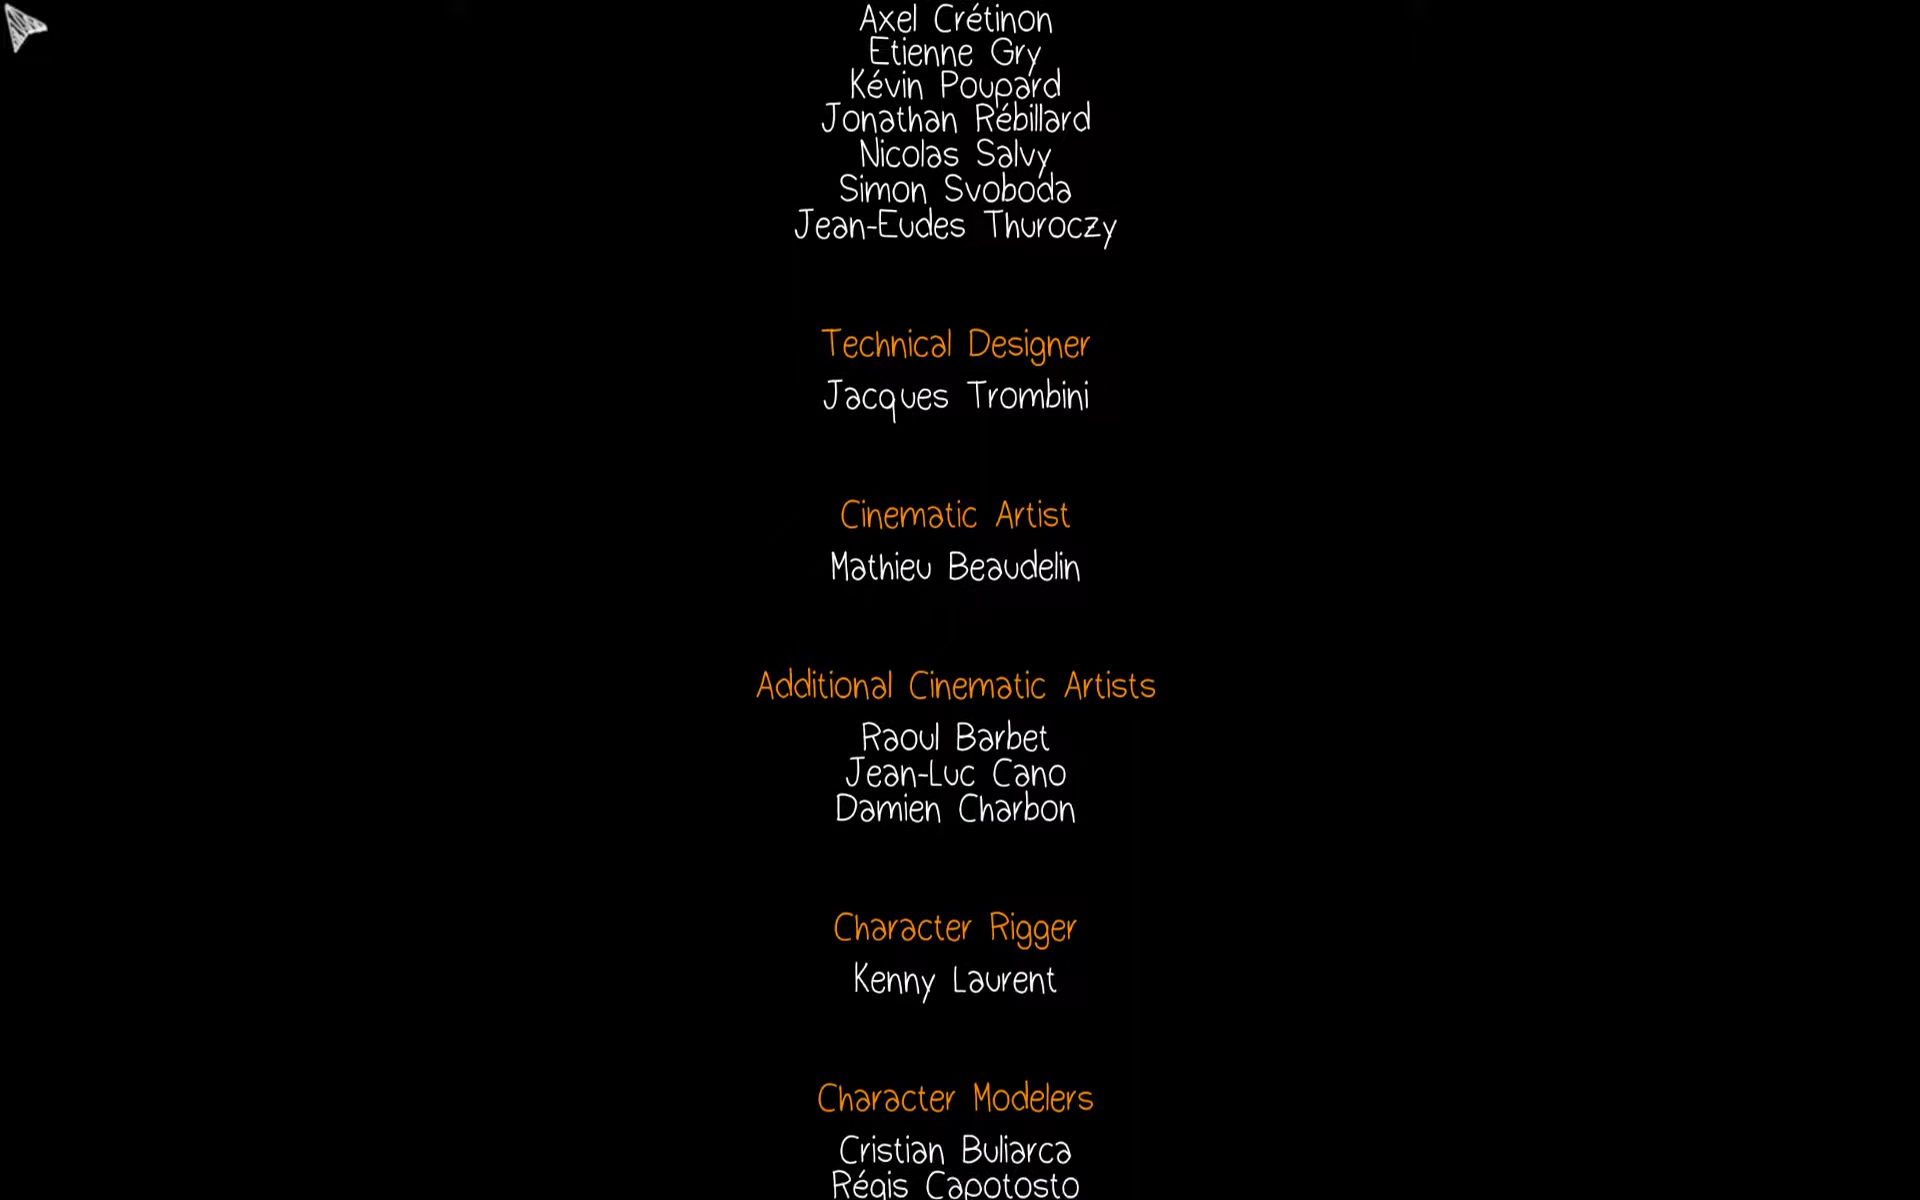 Axel Crétinon
Etienne Gry
Kévin Poupard
Jonathan Rébillard
Nicolas Salvy
Simon Svoboda
Jean-Eudes Thuroczy
Technical Designer
Jacques Trombini
Cinematic Artist
Mathieu Beaudelin
Additional Cinematic Artists
Raoul Barbet
Jean-Luc Cano
Damien Charbon
Character Rigger
Kenny Laurent
Character Modelers
Cristian Buliarca
Régis Capotosto